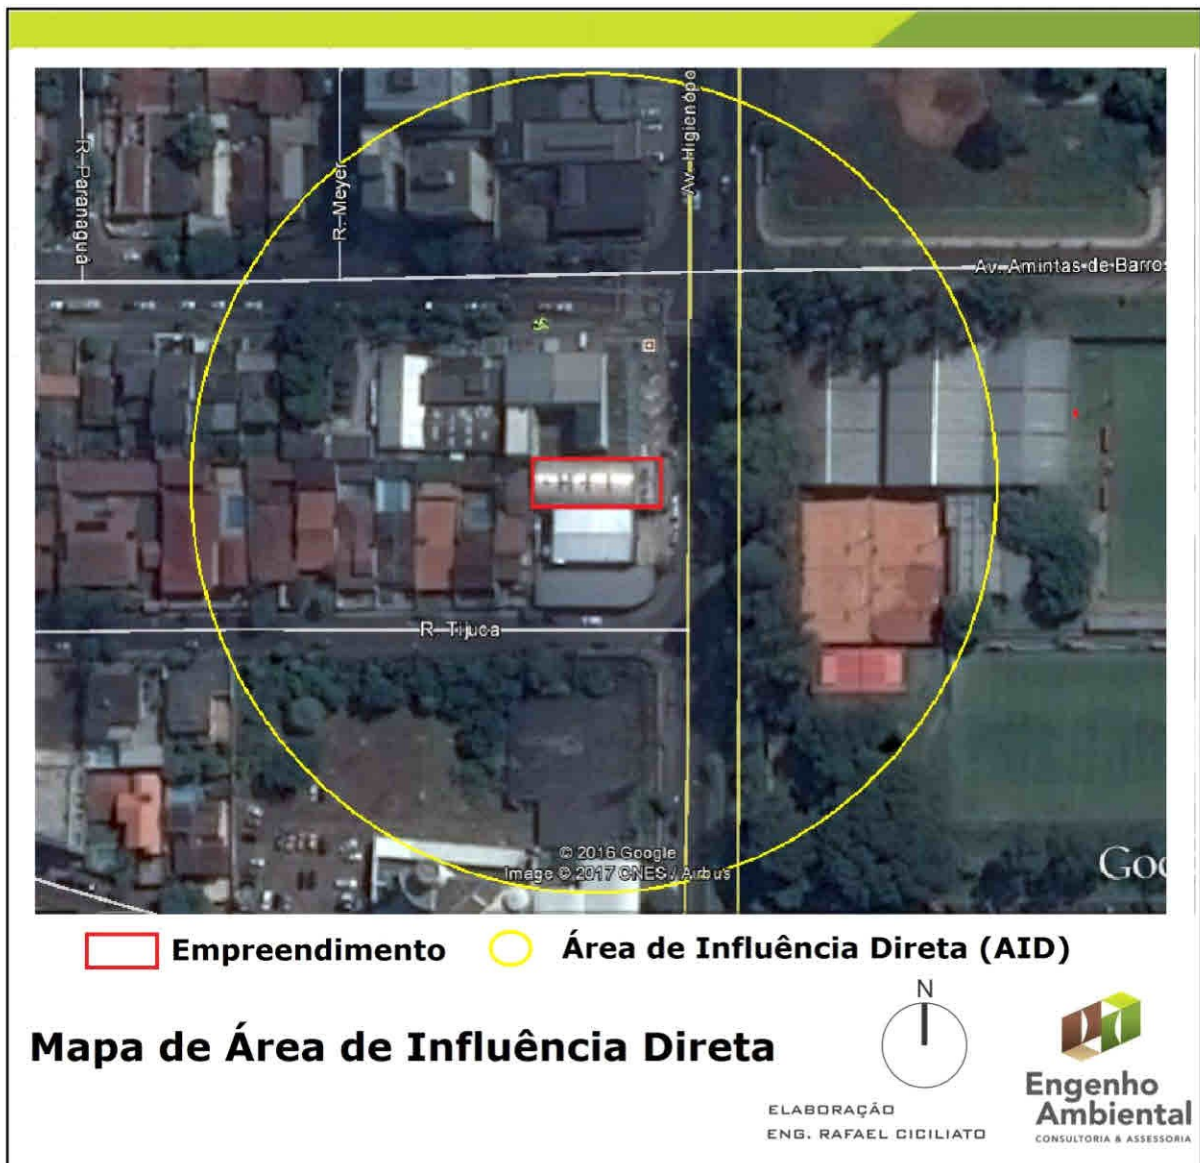 R. Paranaguá
R. Meyer
Av. Higienópo
Av. Amintas de Barros
R. Tijuca
© 2016 Google
Image © 2017 CNES / Airbus
Goo
Empreendimento
Área de Influência Direta (AID)
Mapa de Área de Influência Direta
N
ELABORAÇÃO
ENG. RAFAEL CICILIATO
Engenho
Ambiental
CONSULTORIA & ASSESSORIA